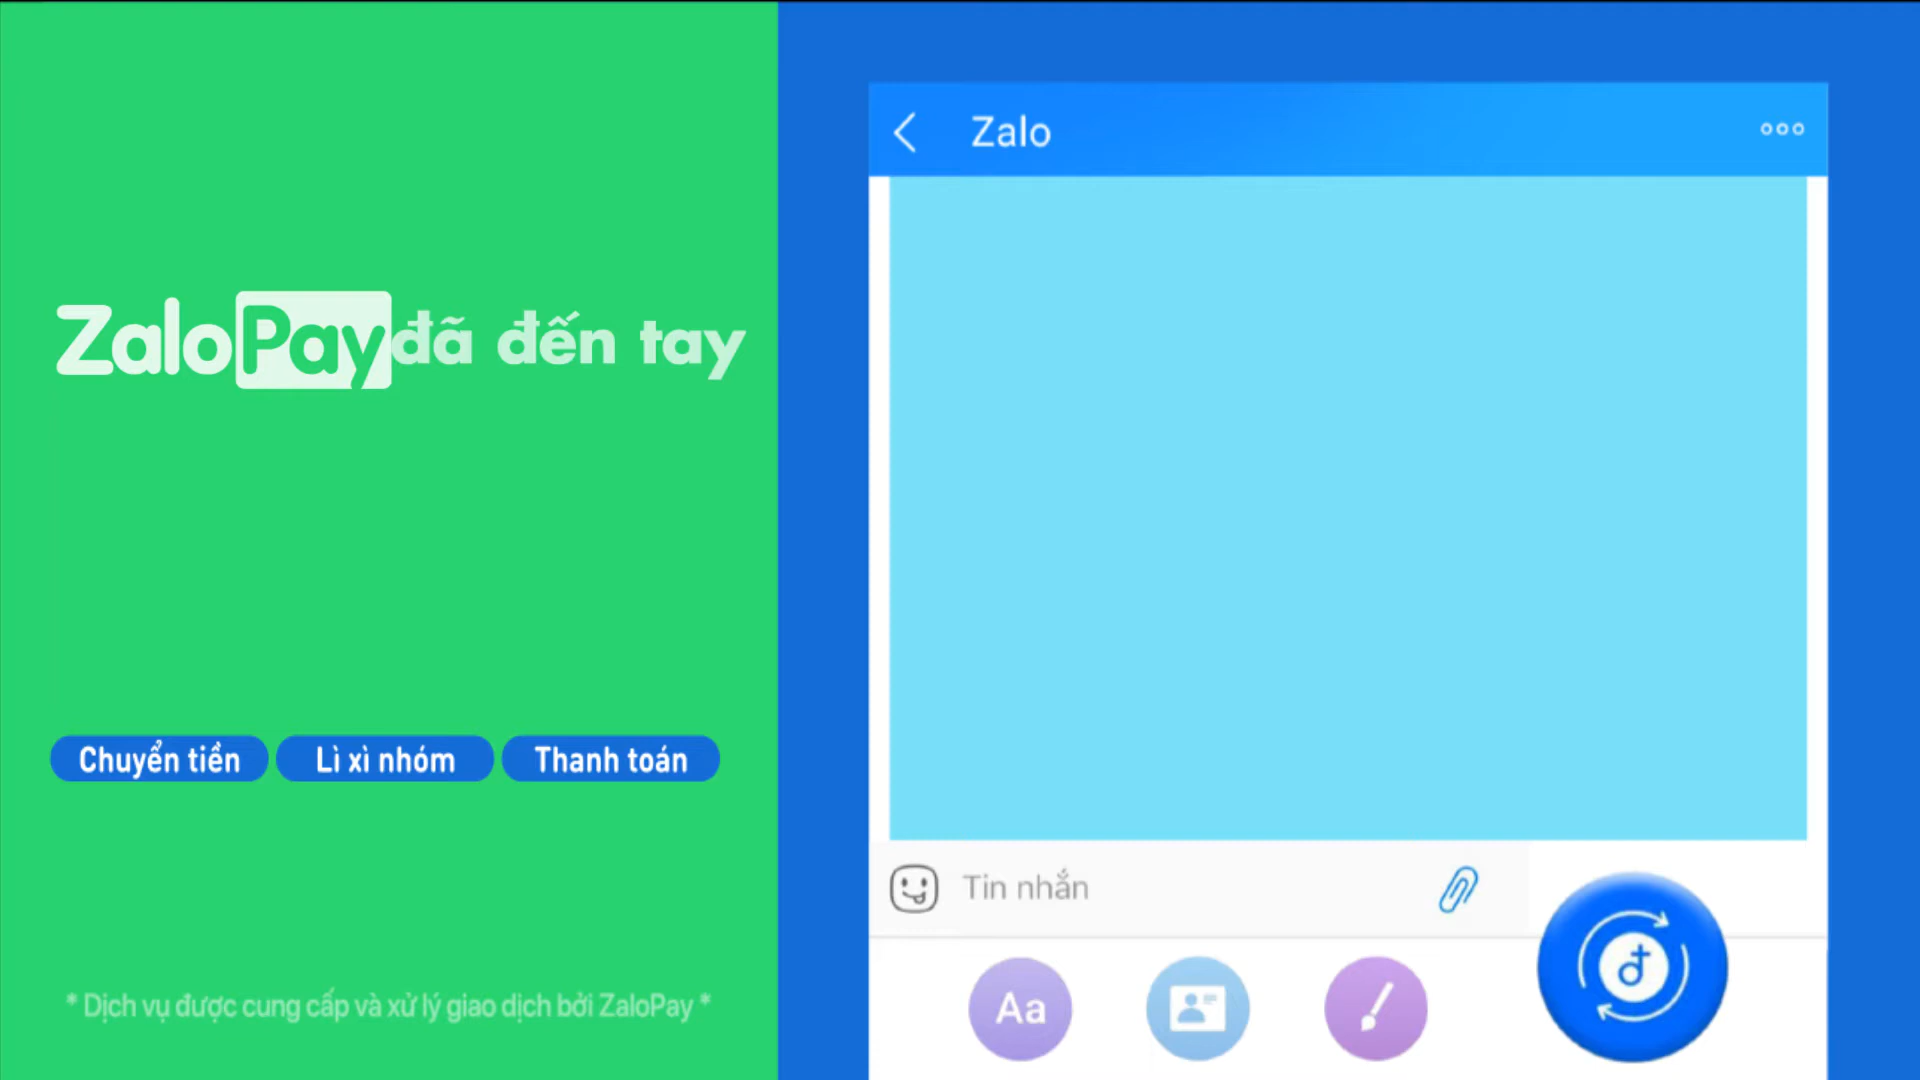 ZaloPay đã đến tay
Chuyển tiền
Lì xì nhóm
Thanh toán
* Dịch vụ được cung cấp và xử lý giao dịch bởi ZaloPay *
Zalo
Tin nhắn
Aa
đ